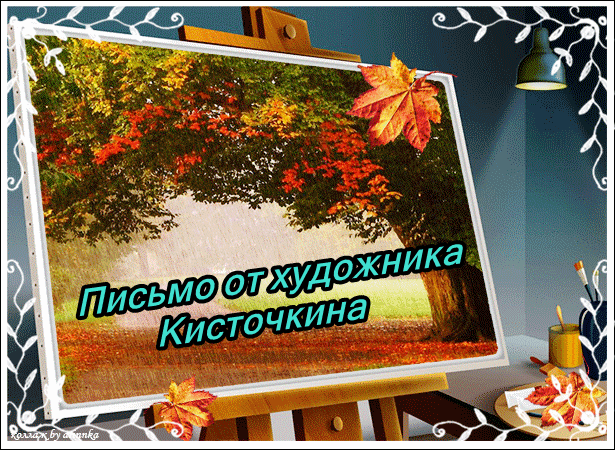 Письмо от художника
Кисточкина
коллаж by